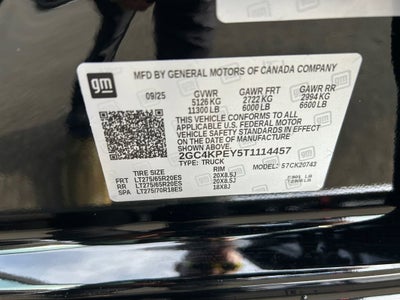 gm
MFD BY GENERAL MOTORS OF CANADA COMPANY
09/25 GVWR GAWR FRT GAWR RR
5126 KG 2722 KG 2994 KG
11300 LB 6000 LB 6600 LB
THIS VEHICLE CONFORMS TO ALL APPLICABLE
U.S. FEDERAL MOTOR VEHICLE SAFETY
STANDARDS IN EFFECT ON THE DATE OF MANUFACTURE
SHOWN ABOVE.
2GC4KPEY5T1114457
TYPE: TRUCK MODEL: S7CK20743
TIRE SIZE RIM
FRT LT275/65R20ES 20X8.5J
RR LT275/65R20ES 20X8.5J
SPA LT275/70R18ES 18X8J